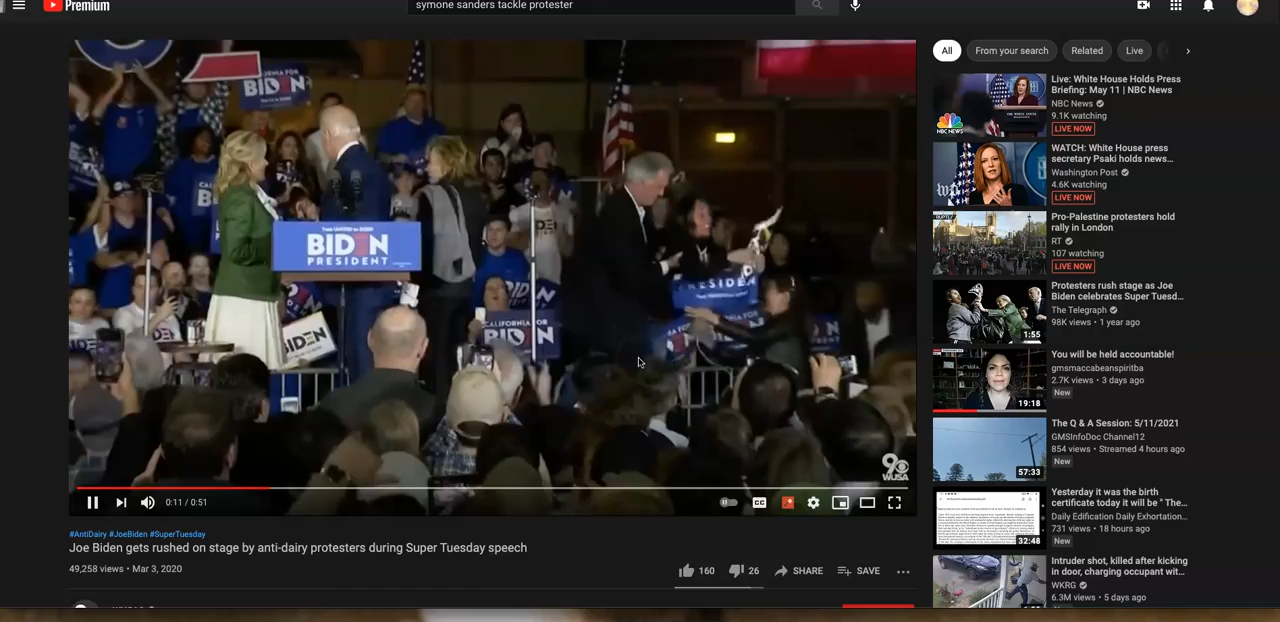 Premium
symone sanders tackle protester
BIDEN
CALIFORNIA FOR
BIDEN
BIDEN
PRESIDENT
PRESIDENT
BIDEN
CALIFORNIA FOR
9
WUSA
0:11 / 0:51
CC
#AntiDairy #JoeBiden #SuperTuesday
Joe Biden gets rushed on stage by anti-dairy protesters during Super Tuesday speech
49,258 views • Mar 3, 2020
160
26
SHARE
SAVE
All
From your search
Related
Live
Live: White House Holds Press
Briefing: May 11 | NBC News
NBC News
9.1K watching
LIVE NOW
NBC NEWS
WATCH: White House press
secretary Psaki holds news…
Washington Post
4.6K watching
LIVE NOW
Pro-Palestine protesters hold
rally in London
RT
107 watching
LIVE NOW
Protesters rush stage as Joe
Biden celebrates Super Tuesd…
The Telegraph
98K views • 1 year ago
1:55
You will be held accountable!
gmsmaccabeanspiritba
2.7K views • 3 days ago
New
19:18
The Q & A Session: 5/11/2021
GMSInfoDoc Channel12
854 views • Streamed 4 hours ago
New
57:33
Yesterday it was the birth
certificate today it will be " The…
Daily Edification Daily Exhortation…
731 views • 18 hours ago
New
32:48
Intruder shot, killed after kicking
in door, charging occupant wit…
WKRG
6.3M views • 5 days ago